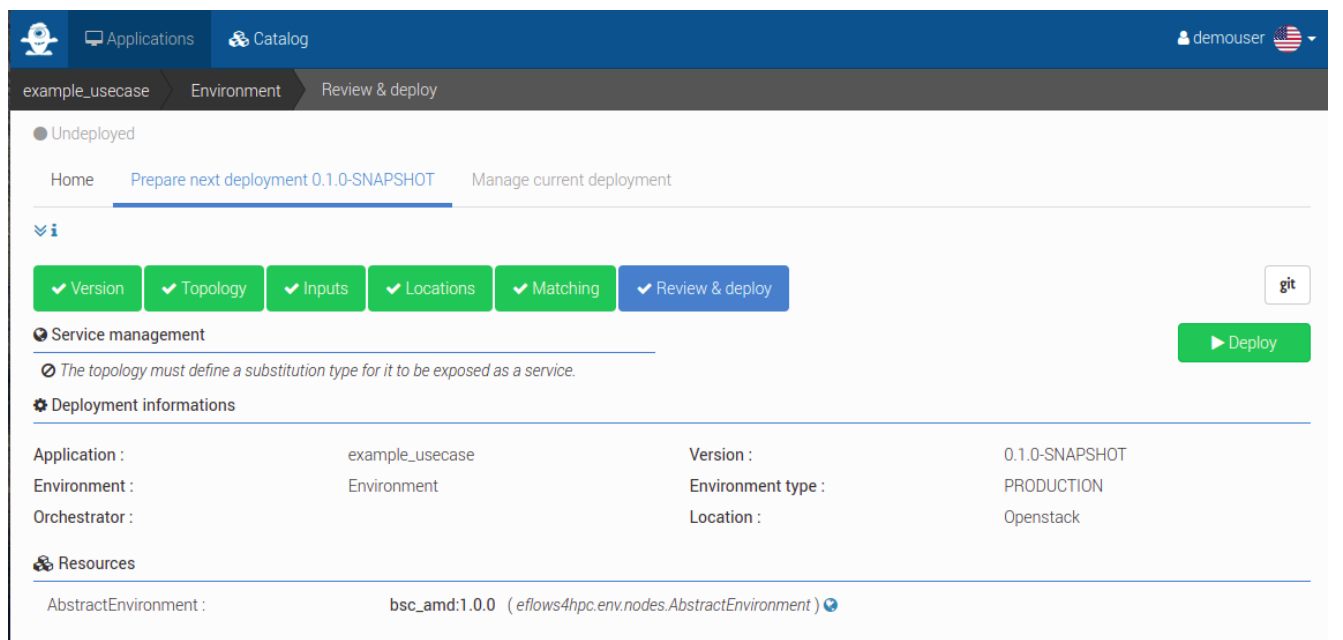 Applications Catalog demouser
example_usecase Environment Review & deploy
Undeployed
Home Prepare next deployment 0.1.0-SNAPSHOT Manage current deployment
Version Topology Inputs Locations Matching Review & deploy git
Service management
Deploy
The topology must define a substitution type for it to be exposed as a service.
Deployment informations
Application : example_usecase Version : 0.1.0-SNAPSHOT
Environment : Environment Environment type : PRODUCTION
Orchestrator : Location : Openstack
Resources
AbstractEnvironment : bsc_amd:1.0.0 ( eflows4hpc.env.nodes.AbstractEnvironment )